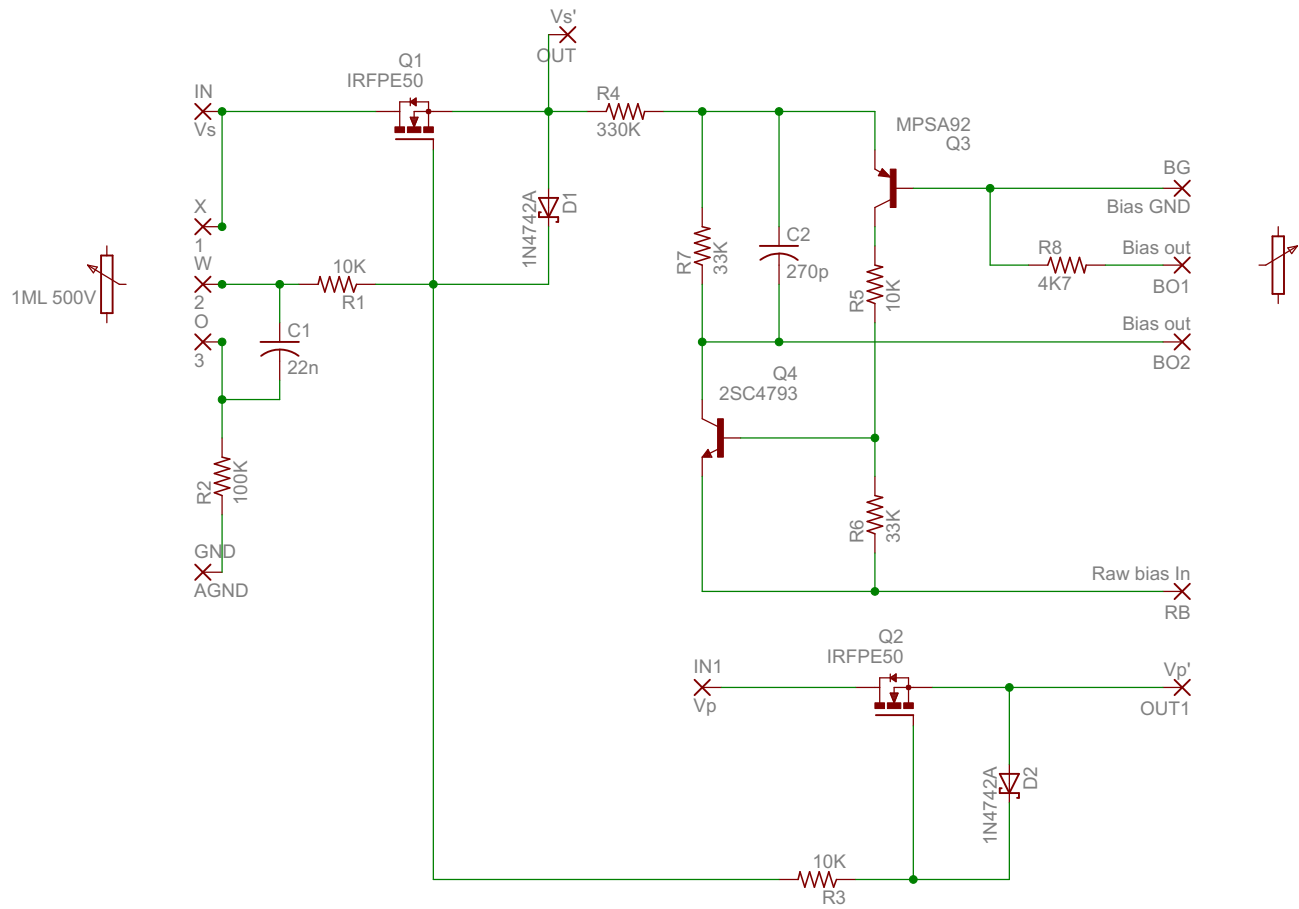 Vs'
OUT
Q1
IRFPE50
IN
Vs
R4
330K
MPSA92
Q3
BG
Bias GND
X
1
1N4742A
D1
R7
33K
C2
270p
R8
4K7
Bias out
BO1
W
2
10K
R1
1ML 500V
R5
10K
O
3
C1
22n
Bias out
BO2
Q4
2SC4793
R2
100K
R6
33K
GND
AGND
Raw bias In
RB
Q2
IRFPE50
IN1
Vp
Vp'
OUT1
1N4742A
D2
10K
R3